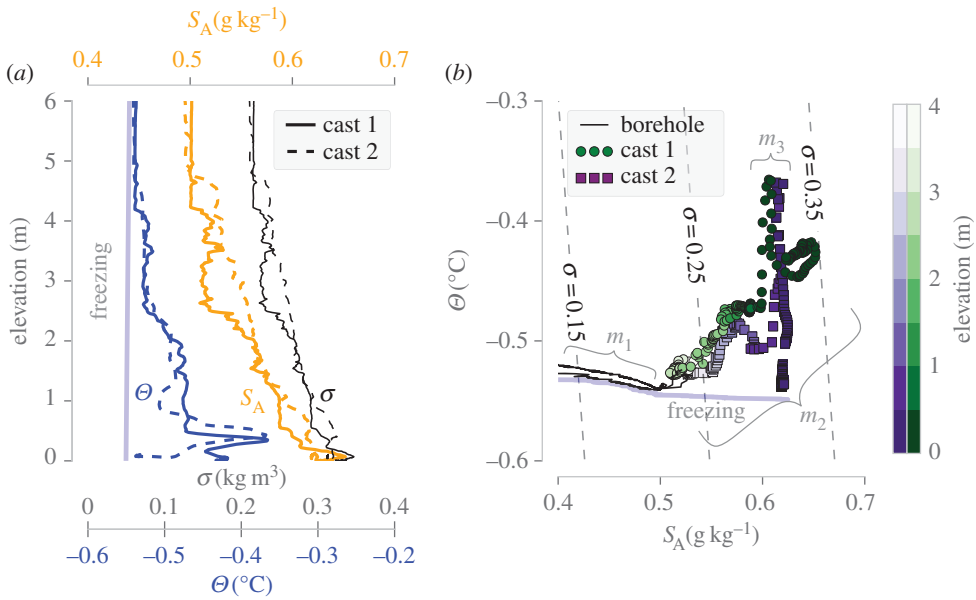 S_A (g kg⁻¹)
0.4 0.5 0.6 0.7
(a)
6
5
4
3
2
1
0
elevation (m)
cast 1
cast 2
freezing
Θ
S_A
σ
σ (kg m³)
0 0.1 0.2 0.3 0.4
–0.6 –0.5 –0.4 –0.3 –0.2
Θ (°C)
(b)
–0.3
–0.4
–0.5
–0.6
Θ (°C)
borehole
cast 1
cast 2
m₃
σ=0.15
σ=0.25
σ=0.35
m₁
freezing
m₂
0.4 0.5 0.6 0.7
S_A (g kg⁻¹)
4
3
2
1
0
elevation (m)